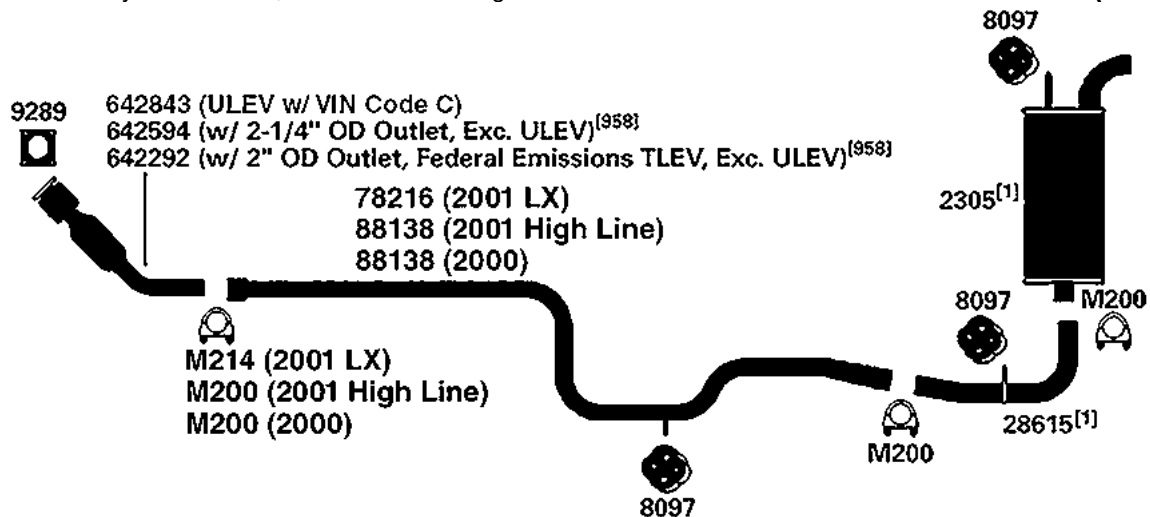 8097
9289
642843 (ULEV w/ VIN Code C)
642594 (w/ 2-1/4" OD Outlet, Exc. ULEV)[958]
642292 (w/ 2" OD Outlet, Federal Emissions TLEV, Exc. ULEV)[958]
78216 (2001 LX)
88138 (2001 High Line)
88138 (2000)
2305[1]
8097
M200
M214 (2001 LX)
M200 (2001 High Line)
M200 (2000)
28615[1]
M200
8097